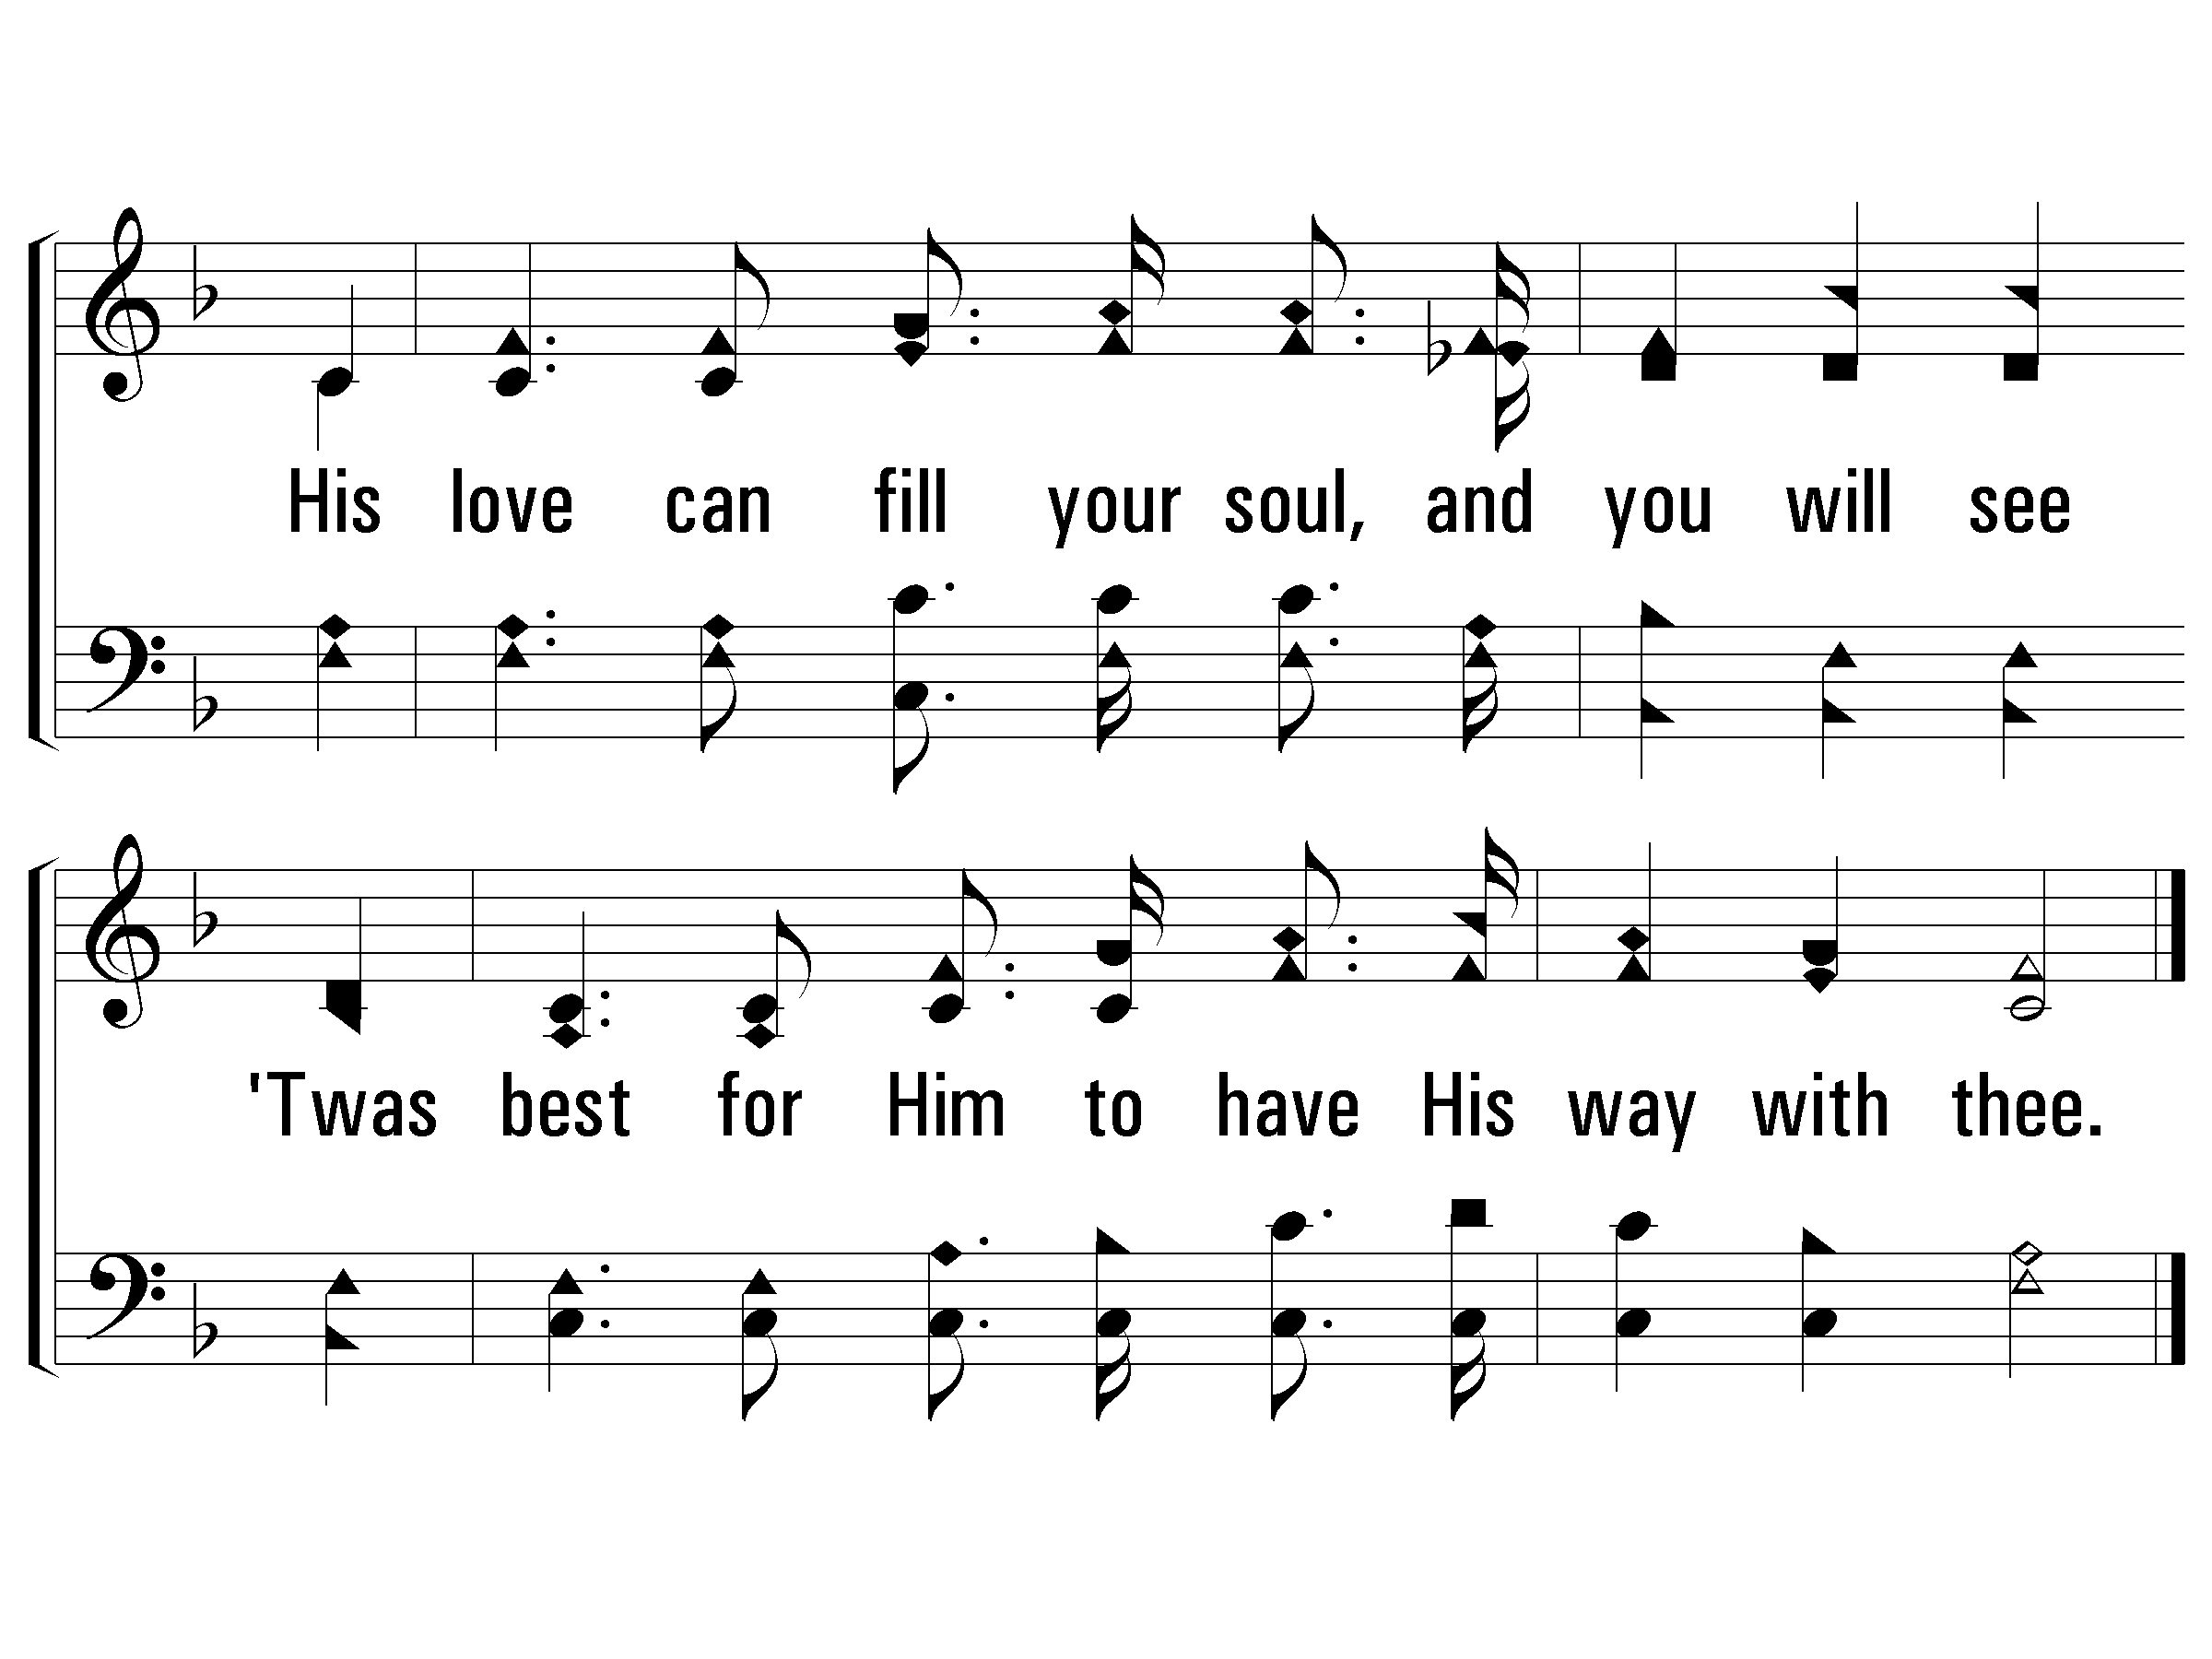 His love can fill your soul, and you will see
'Twas best for Him to have His way with thee.